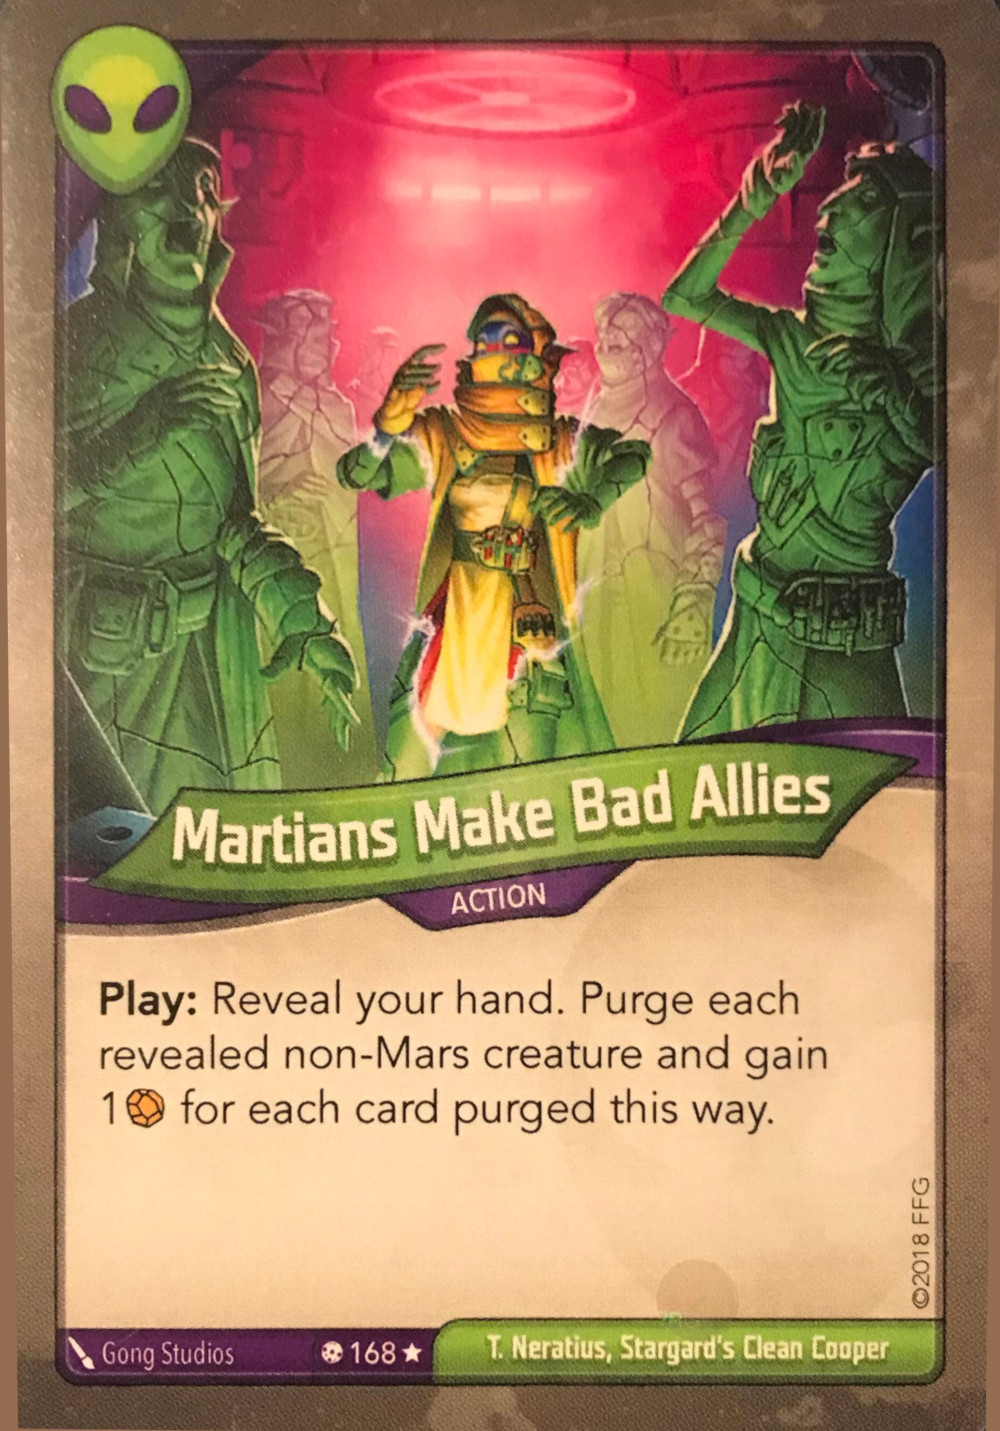 Martians Make Bad Allies
ACTION
Play: Reveal your hand. Purge each
revealed non-Mars creature and gain
1 for each card purged this way.
©2018 FFG
Gong Studios
168
T. Neratius, Stargard's Clean Cooper